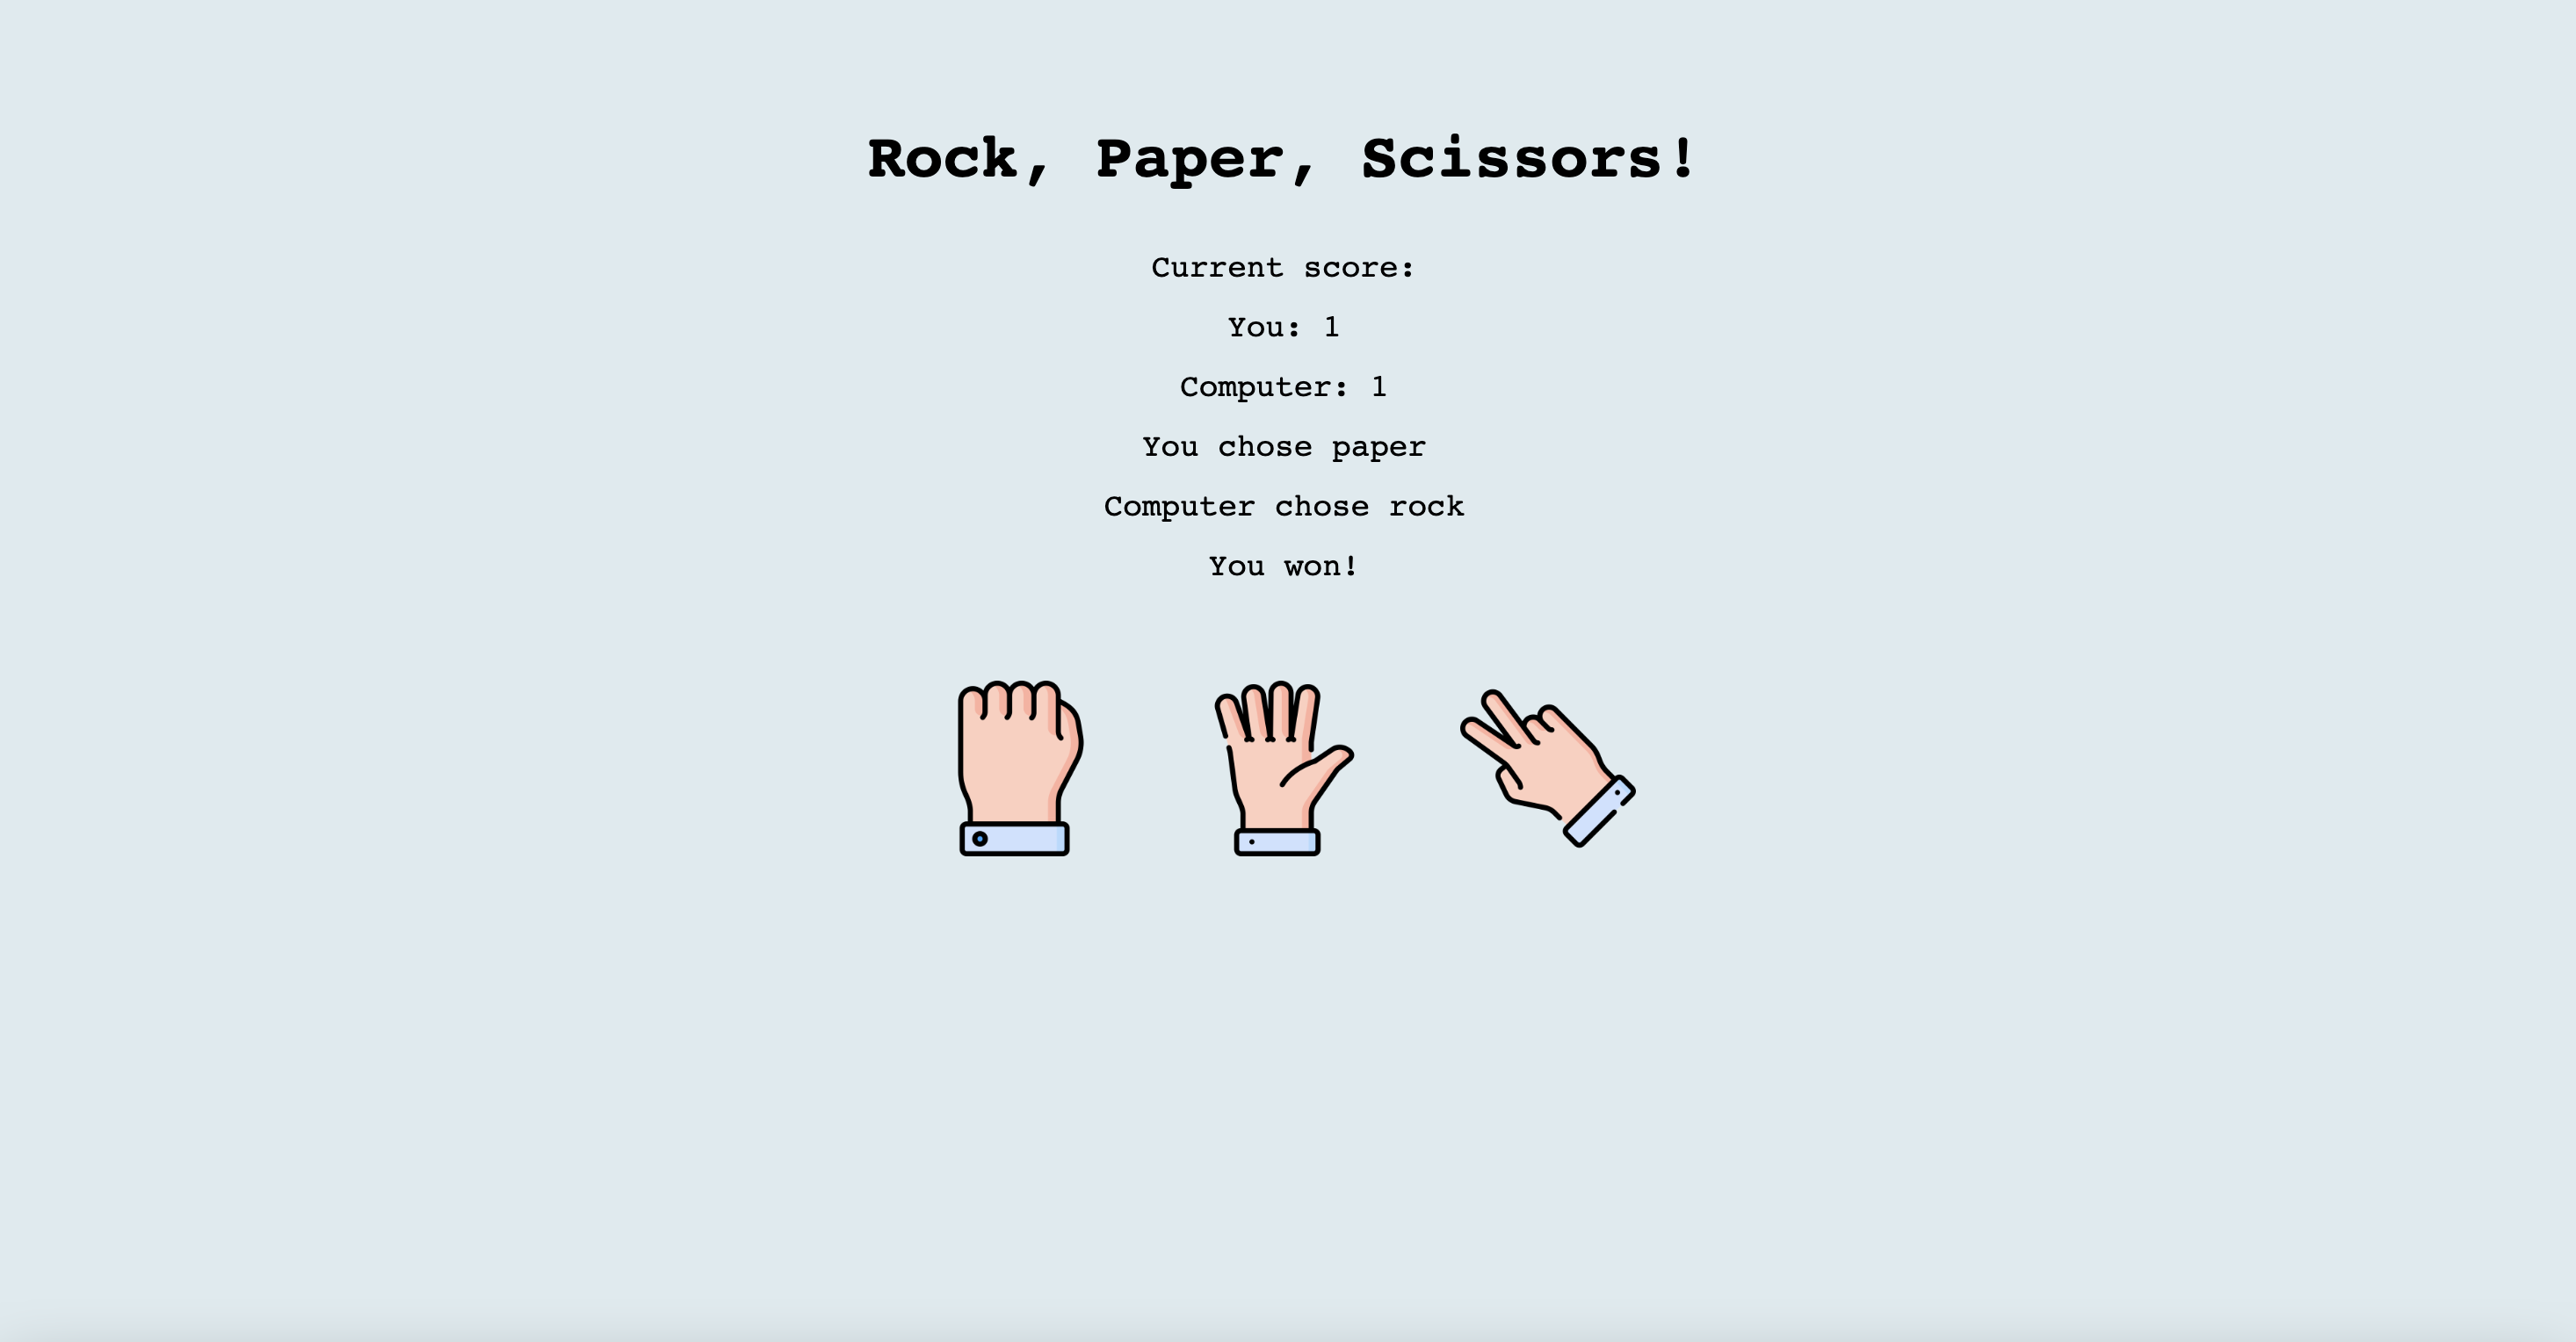 Rock, Paper, Scissors!
Current score:
You: 1
Computer: 1
You chose paper
Computer chose rock
You won!